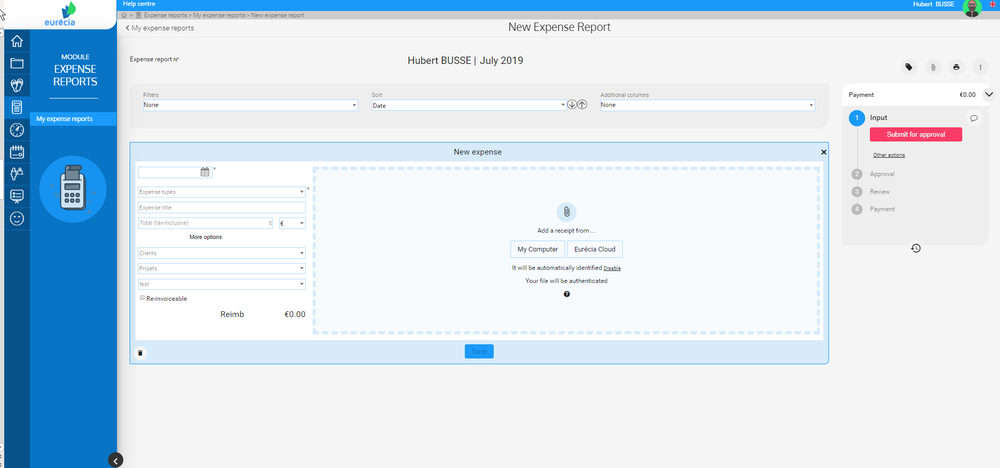 Help centre
Hubert BUSSE
eurécia
> Expense reports > My expense reports > New expense report
My expense reports
New Expense Report
MODULE
EXPENSE
REPORTS
My expense reports
Expense report N°
Hubert BUSSE | July 2019
Filters
None
Sort
Date
Additional columns
None
Payment
€0.00
1
Input
Submit for approval
Other actions
2
Approval
3
Review
4
Payment
New expense
*
Expense types
*
Expense title
Total (tax-inclusive)
0
€
More options
Clients
Projets
test
Re-invoiceable
Reimb
€0.00
Add a receipt from ...
My Computer
Eurécia Cloud
It will be automatically identified Disable
Your file will be authenticated
?
Save